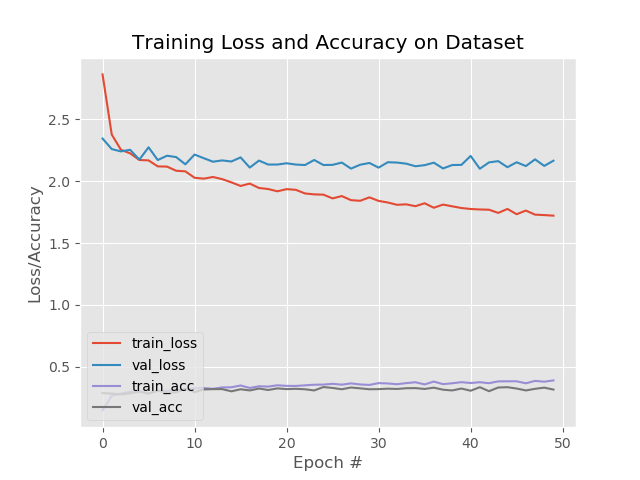 Training Loss and Accuracy on Dataset
Loss/Accuracy
2.5
2.0
1.5
1.0
0.5
train_loss
val_loss
train_acc
val_acc
0 10 20 30 40 50
Epoch #